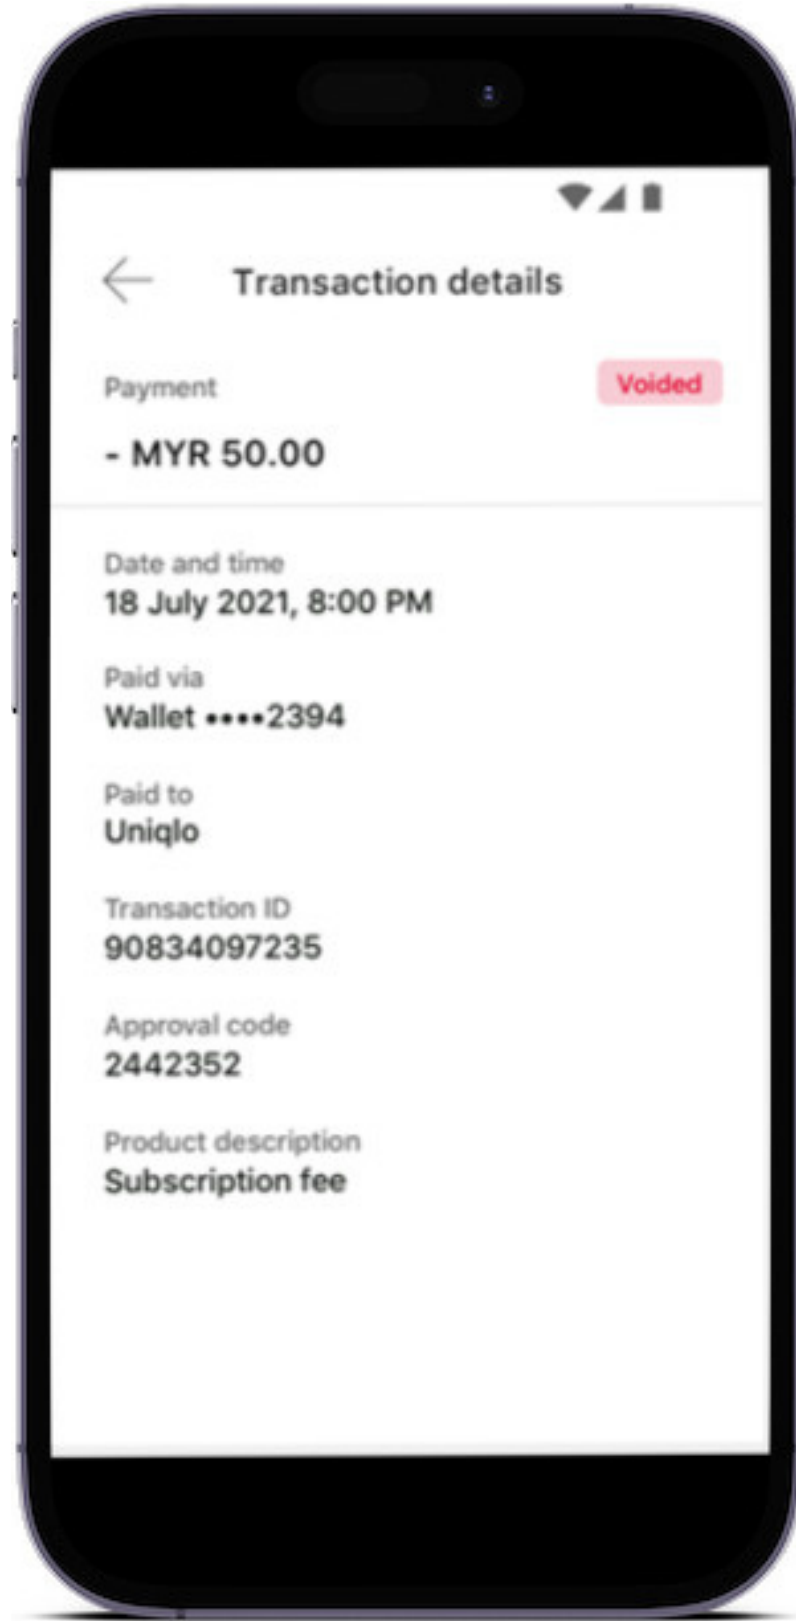 Transaction details
Payment
Voided
- MYR 50.00
Date and time
18 July 2021, 8:00 PM
Paid via
Wallet ••••2394
Paid to
Uniqlo
Transaction ID
90834097235
Approval code
2442352
Product description
Subscription fee